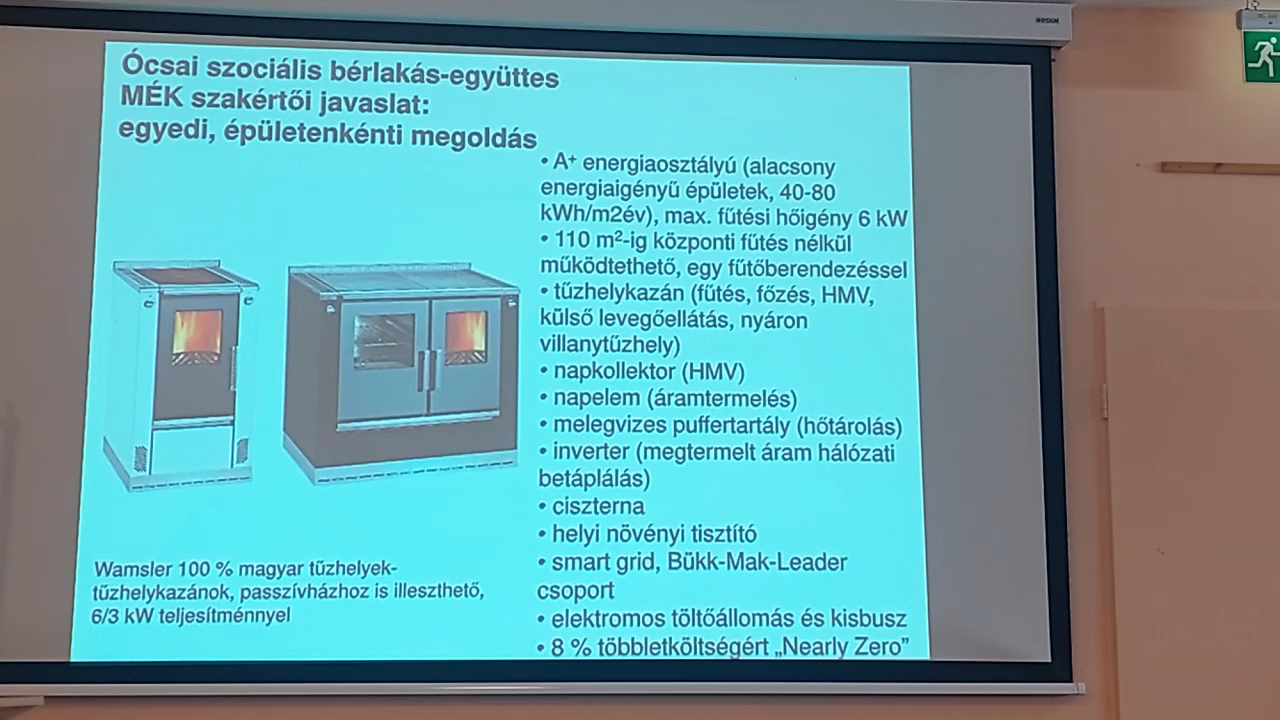 Ócsai szociális bérlakás-együttes
MÉK szakértői javaslat:
egyedi, épületenkénti megoldás
• A+ energiaosztályú (alacsony
energiaigényű épületek, 40-80
kWh/m2év), max. fűtési hőigény 6 kW
• 110 m²-ig központi fűtés nélkül
működtethető, egy fűtőberendezéssel
• tűzhelykazán (fűtés, főzés, HMV,
külső levegőellátás, nyáron
villanytűzhely)
• napkollektor (HMV)
• napelem (áramtermelés)
• melegvizes puffertartály (hőtárolás)
• inverter (megtermelt áram hálózati
betáplálás)
• ciszterna
• helyi növényi tisztító
• smart grid, Bükk-Mak-Leader
csoport
• elektromos töltőállomás és kisbusz
• 8 % többletköltségért „Nearly Zero”
Wamsler 100 % magyar tűzhelyek-
tűzhelykazánok, passzívházhoz is illeszthető,
6/3 kW teljesítménnyel